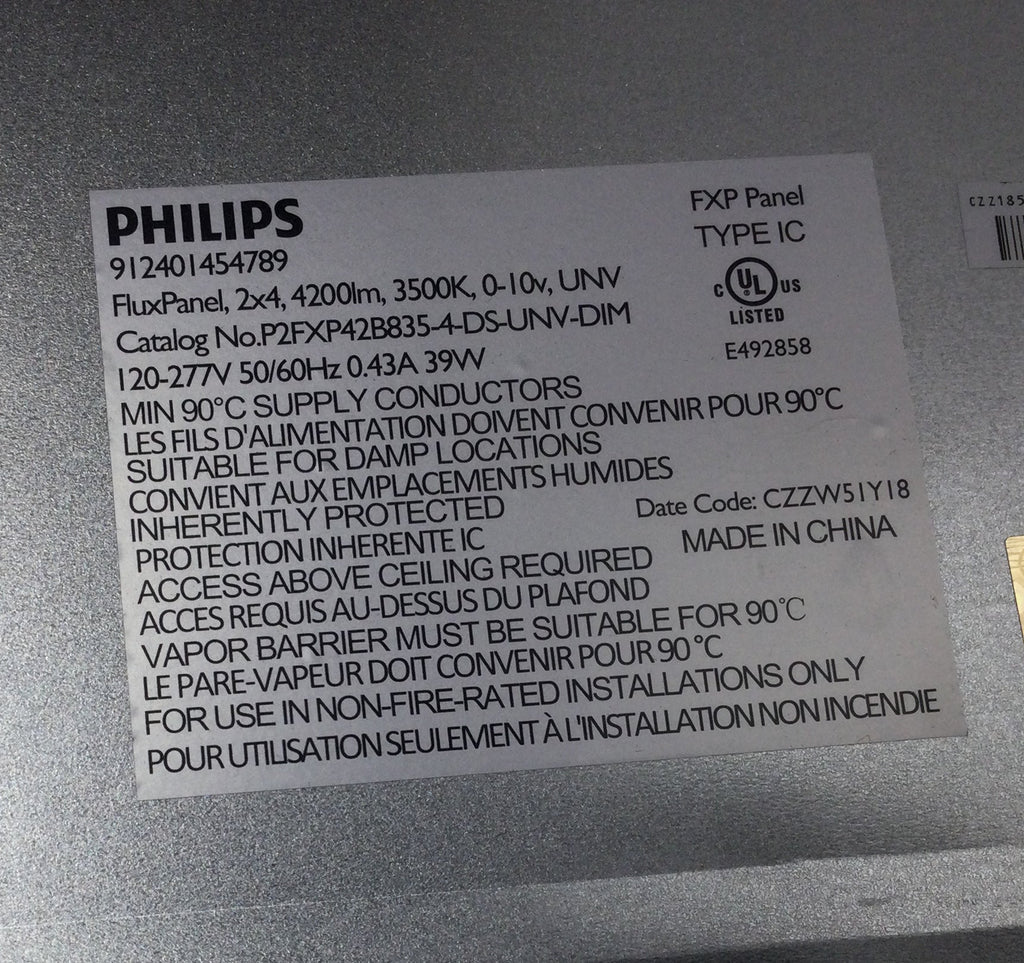 PHILIPS
912401454789
FluxPanel, 2x4, 4200lm, 3500K, 0-10v, UNV
Catalog No.P2FXP42B835-4-DS-UNV-DIM
120-277V 50/60Hz 0.43A 39W
FXP Panel
TYPE IC
C UL US
LISTED
E492858
MIN 90°C SUPPLY CONDUCTORS
LES FILS D'ALIMENTATION DOIVENT CONVENIR POUR 90°C
SUITABLE FOR DAMP LOCATIONS
CONVIENT AUX EMPLACEMENTS HUMIDES
INHERENTLY PROTECTED
PROTECTION INHERENTE IC
Date Code: CZZW51Y18
MADE IN CHINA
ACCESS ABOVE CEILING REQUIRED
ACCES REQUIS AU-DESSUS DU PLAFOND
VAPOR BARRIER MUST BE SUITABLE FOR 90°C
LE PARE-VAPEUR DOIT CONVENIR POUR 90 °C
FOR USE IN NON-FIRE-RATED INSTALLATIONS ONLY
POUR UTILISATION SEULEMENT À L'INSTALLATION NON INCENDIE
CZZ185